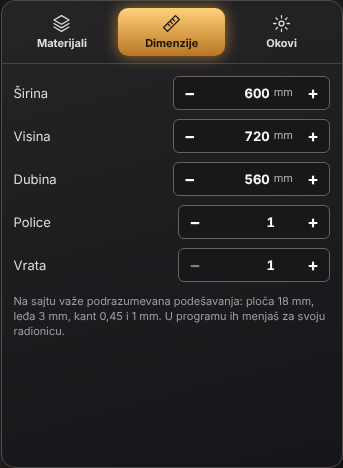 Materijali Dimenzije Okovi
Širina − 600 mm +
Visina − 720 mm +
Dubina − 560 mm +
Police − 1 +
Vrata − 1 +
Na sajtu važe podrazumevana podešavanja: ploča 18 mm,
leđa 3 mm, kant 0,45 i 1 mm. U programu ih menjaš za svoju
radionicu.